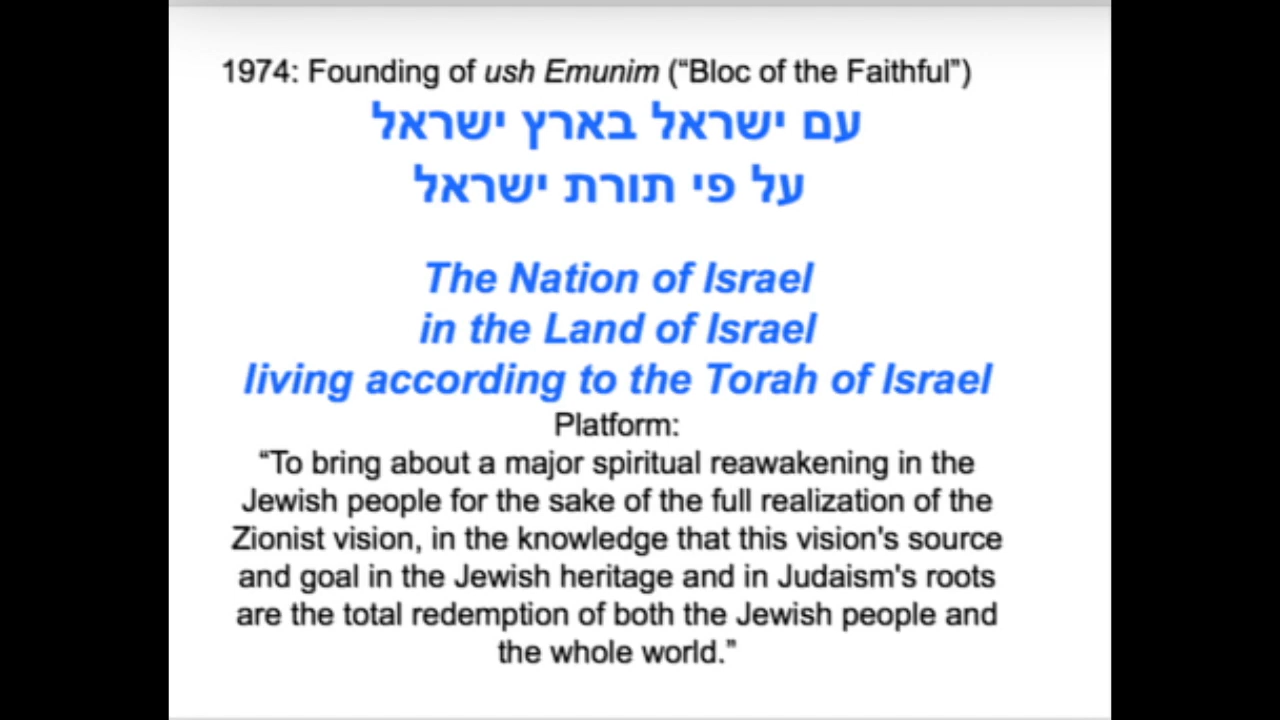 1974: Founding of ush Emunim (“Bloc of the Faithful”)
עם ישראל בארץ ישראל
על פי תורת ישראל
The Nation of Israel
in the Land of Israel
living according to the Torah of Israel
Platform:
“To bring about a major spiritual reawakening in the
Jewish people for the sake of the full realization of the
Zionist vision, in the knowledge that this vision's source
and goal in the Jewish heritage and in Judaism's roots
are the total redemption of both the Jewish people and
the whole world.”